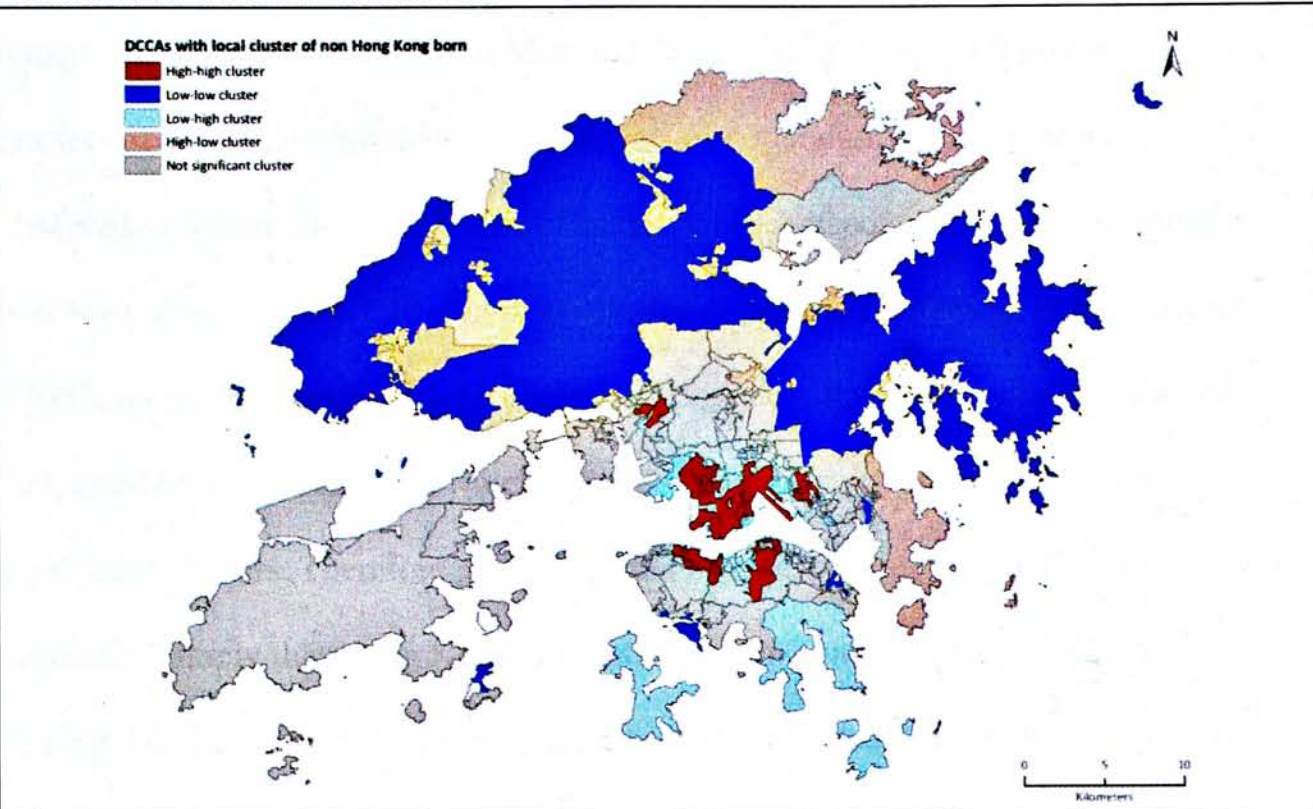 DCCAs with local cluster of non Hong Kong born
High-high cluster
Low-low cluster
Low-high cluster
High-low cluster
Not significant cluster
N
0 5 10
Kilometers